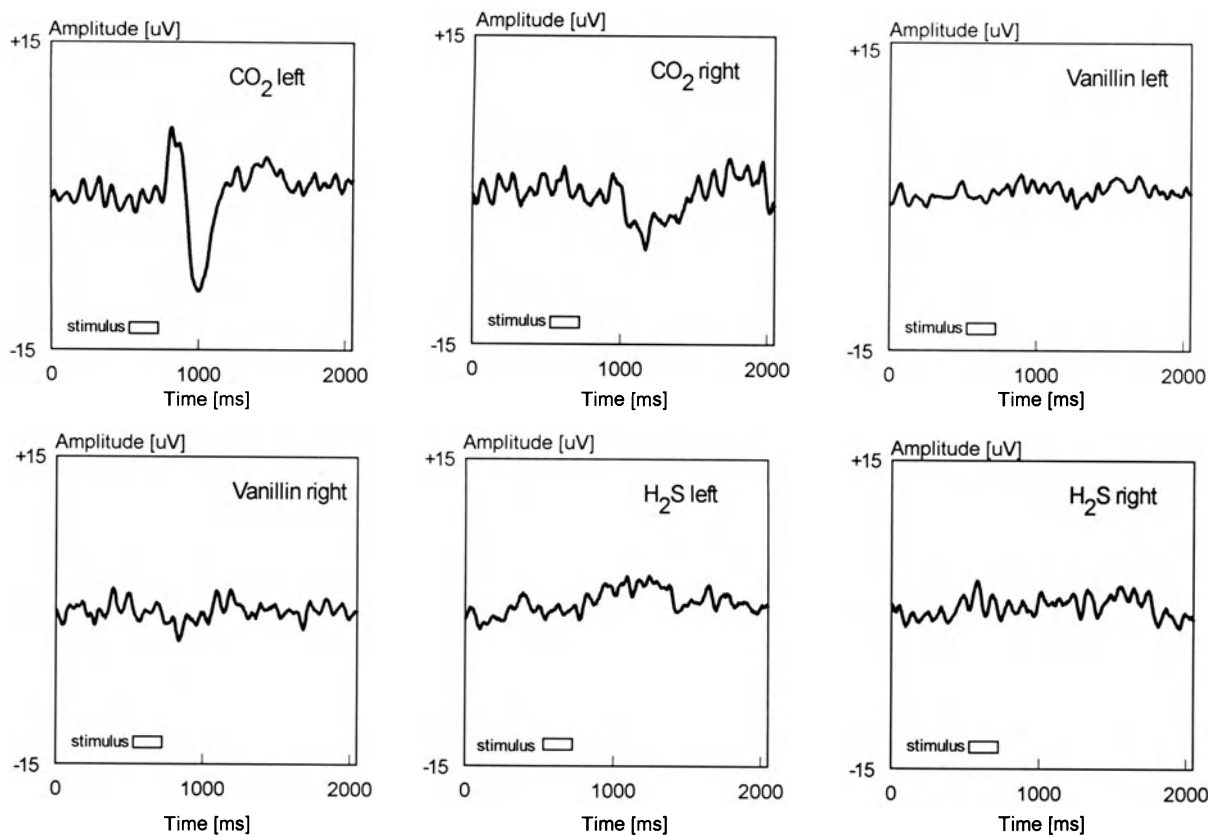 Amplitude [uV]
+15
CO2 left
stimulus
-15
0 1000 2000
Time [ms]
Amplitude [uV]
+15
CO2 right
stimulus
-15
0 1000 2000
Time [ms]
Amplitude [uV]
+15
Vanillin left
stimulus
-15
0 1000 2000
Time [ms]
Amplitude [uV]
+15
Vanillin right
stimulus
-15
0 1000 2000
Time [ms]
Amplitude [uV]
+15
H2S left
stimulus
-15
0 1000 2000
Time [ms]
Amplitude [uV]
+15
H2S right
stimulus
-15
0 1000 2000
Time [ms]